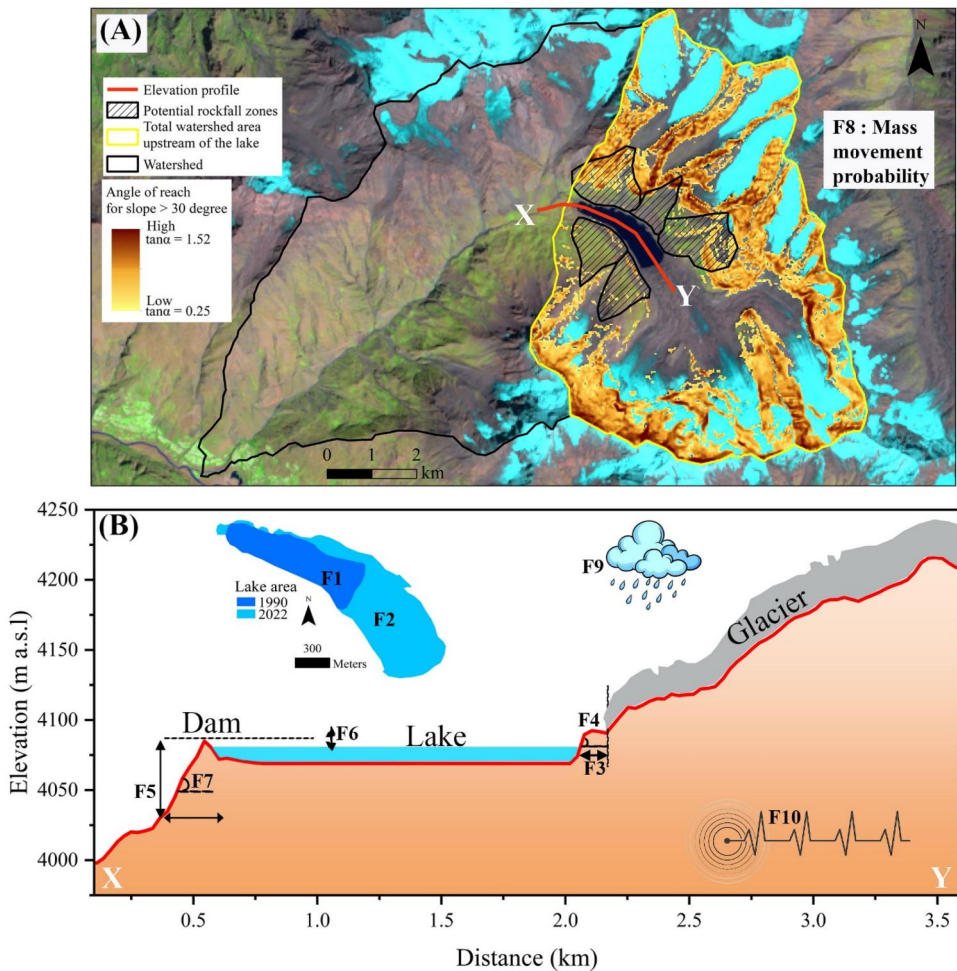 (A)
N
Elevation profile
Potential rockfall zones
Total watershed area
upstream of the lake
Watershed
Angle of reach
for slope > 30 degree
High
tanα = 1.52
Low
tanα = 0.25
F8 : Mass
movement
probability
X
Y
0 1 2
km
(B)
Elevation (m a.s.l)
4250
4200
4150
4100
4050
4000
Lake area
N
1990
2022
300
Meters
F1
F2
F9
Glacier
Dam
F6
Lake
F4
F3
F5
F7
F10
X
Y
0.5 1.0 1.5 2.0 2.5 3.0 3.5
Distance (km)